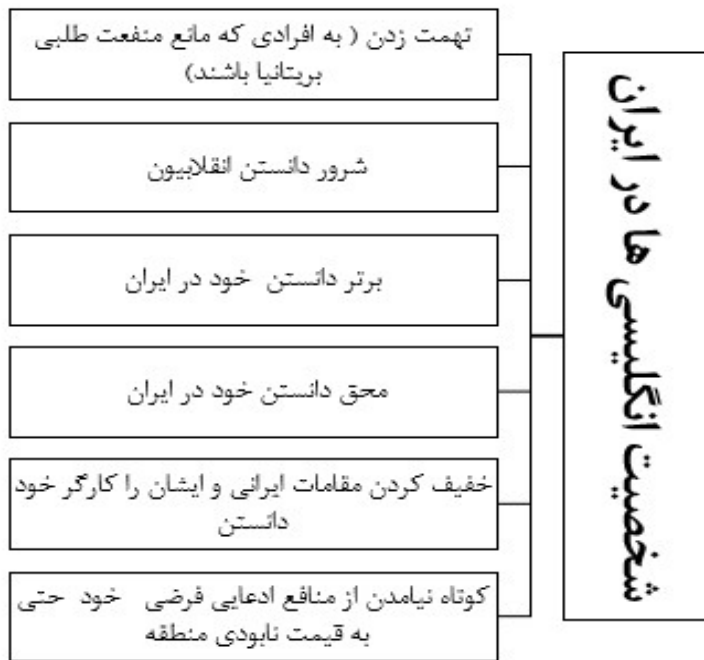 شخصیت انگلیسی ها در ایران
تهمت زدن ( به افرادی که مانع منفعت طلبی
بریتانیا باشند)
شرور دانستن انقلابیون
برتر دانستن خود در ایران
محق دانستن خود در ایران
خفیف کردن مقامات ایرانی و ایشان را کارگر خود
دانستن
کوتاه نیامدن از منافع ادعایی فرضی خود حتی
به قیمت نابودی منطقه